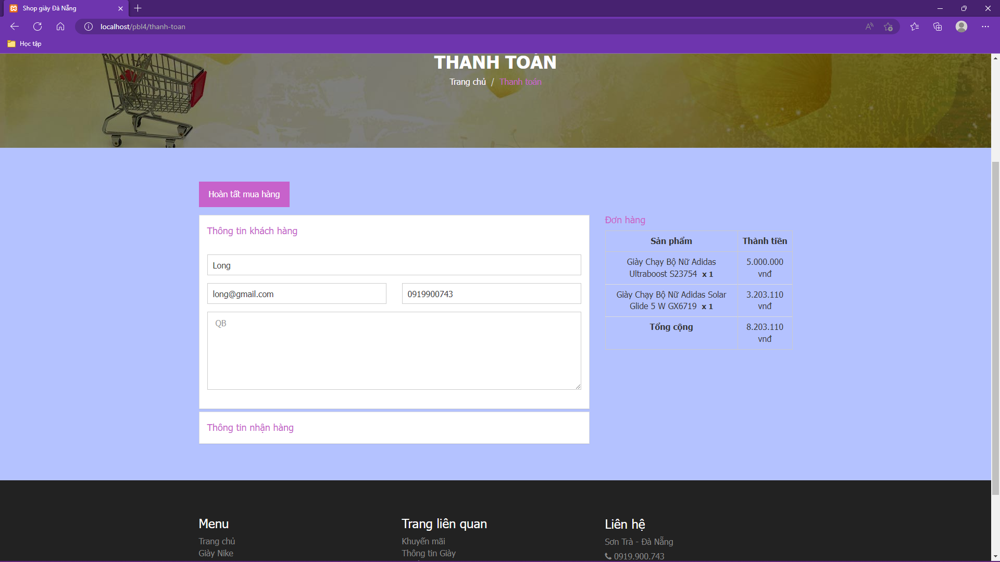 Shop giày Đà Nẵng
localhost/pbl4/thanh-toan
Học tập
THANH TOÁN
Trang chủ / Thanh toán
Hoàn tất mua hàng
Thông tin khách hàng
Long
long@gmail.com
0919900743
QB
Thông tin nhận hàng
Đơn hàng
Sản phẩm Thành tiền
Giày Chạy Bộ Nữ Adidas
Ultraboost S23754 x 1
5.000.000
vnđ
Giày Chạy Bộ Nữ Adidas Solar
Glide 5 W GX6719 x 1
3.203.110
vnđ
Tổng cộng
8.203.110
vnđ
Menu
Trang chủ
Giày Nike
Trang liên quan
Khuyến mãi
Thông tin Giày
Liên hệ
Sơn Trà - Đà Nẵng
0919.900.743